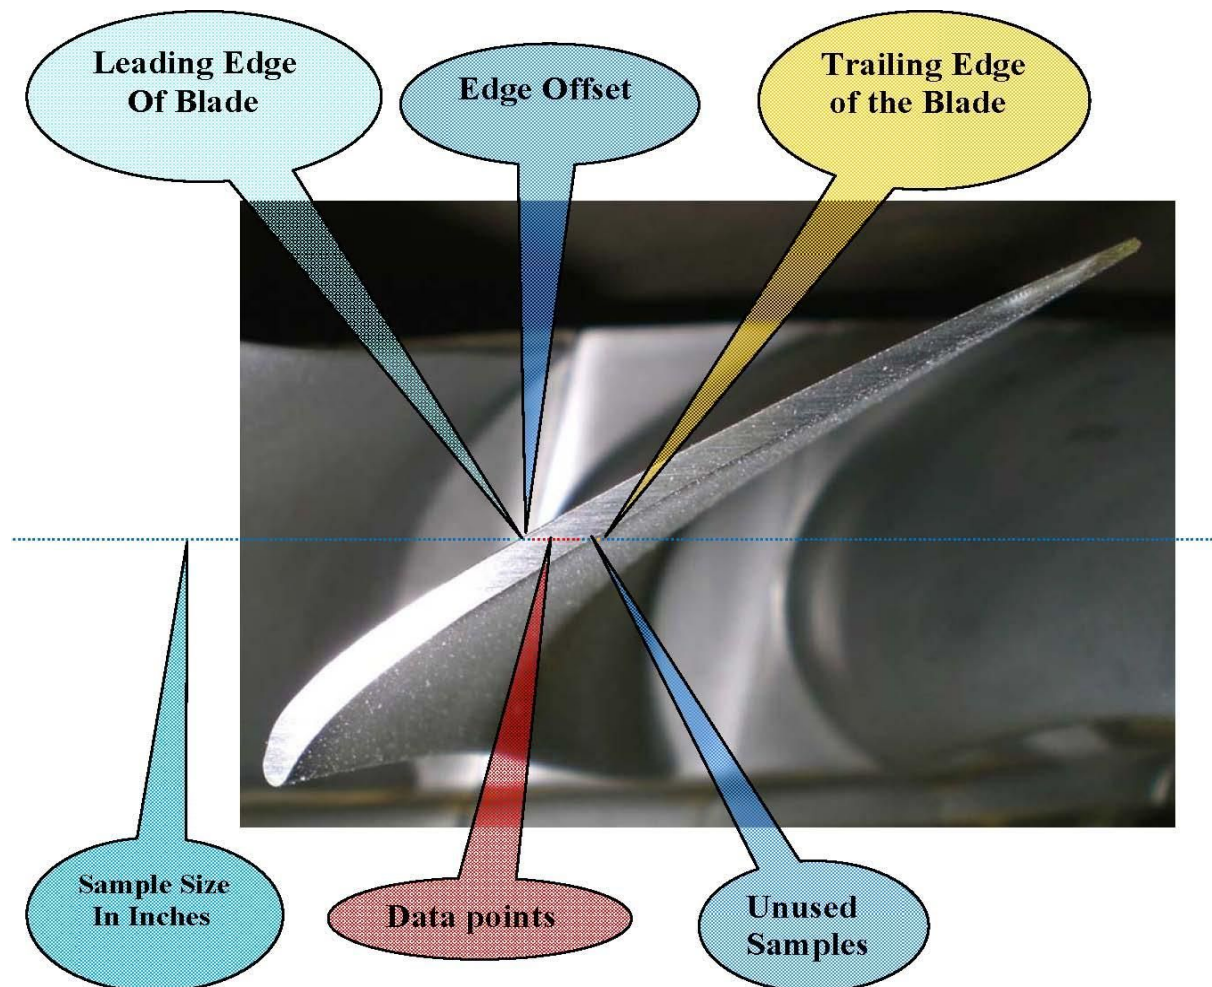 Leading Edge
Of Blade
Edge Offset
Trailing Edge
of the Blade
Sample Size
In Inches
Data points
Unused
Samples